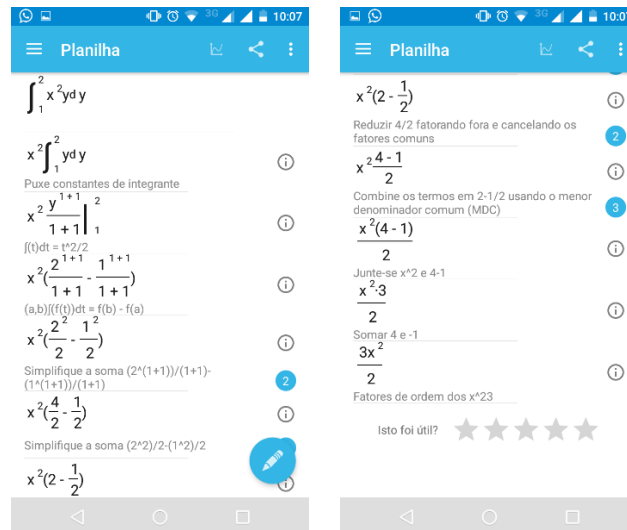 3G 10:07
Planilha
∫₁² x²yd y
x² ∫₁² yd y
Puxe constantes de integrante
x² y¹⁺¹/1+1 |₁²
∫(t)dt = t^2/2
x²(2¹⁺¹/1+1 - 1¹⁺¹/1+1)
(a,b)∫(f(t))dt = f(b) - f(a)
x²(2²/2 - 1²/2)
Simplifique a soma (2^(1+1))/(1+1)-
(1^(1+1))/(1+1)
2
x²(4/2 - 1/2)
Simplifique a soma (2^2)/2-(1^2)/2
x²(2 - 1/2)
3G 10:0
Planilha
x²(2 - 1/2)
Reduzir 4/2 fatorando fora e cancelando os
fatores comuns
2
x² 4 - 1/2
Combine os termos em 2-1/2 usando o menor
denominador comum (MDC)
3
x²(4 - 1)/2
Junte-se x^2 e 4-1
x²·3/2
Somar 4 e -1
3x²/2
Fatores de ordem dos x^23
Isto foi útil?